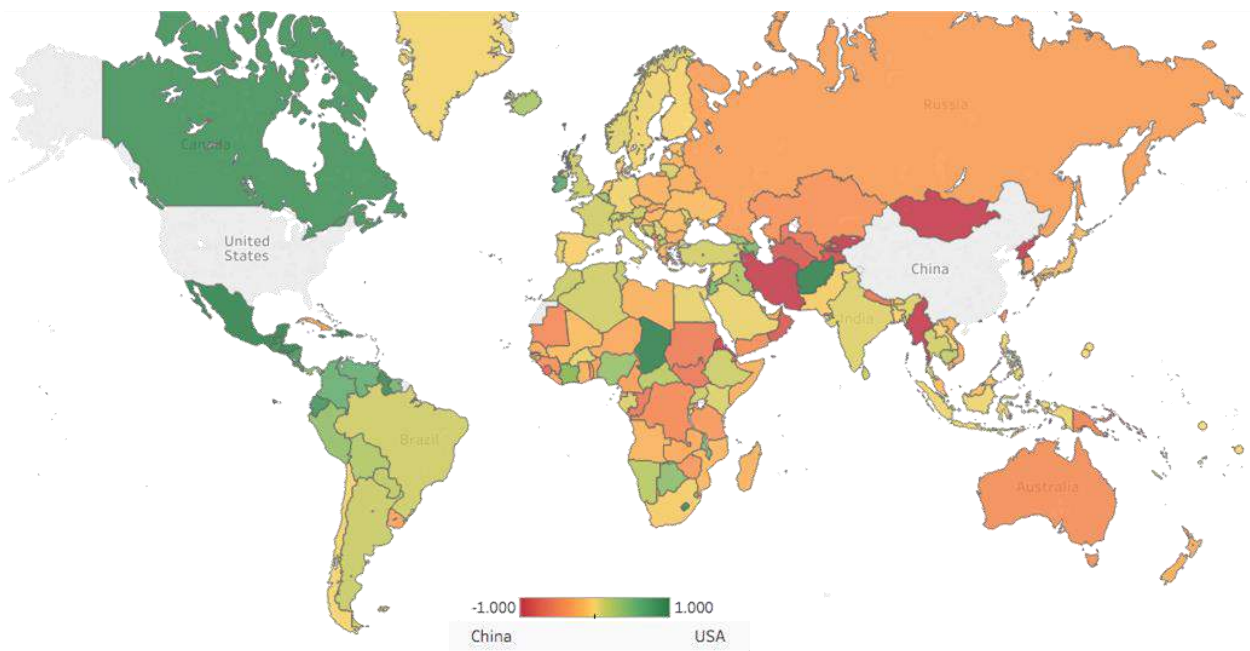 Russia
Canada
United
States
China
India
Brazil
Australia
-1.000 1.000
China USA